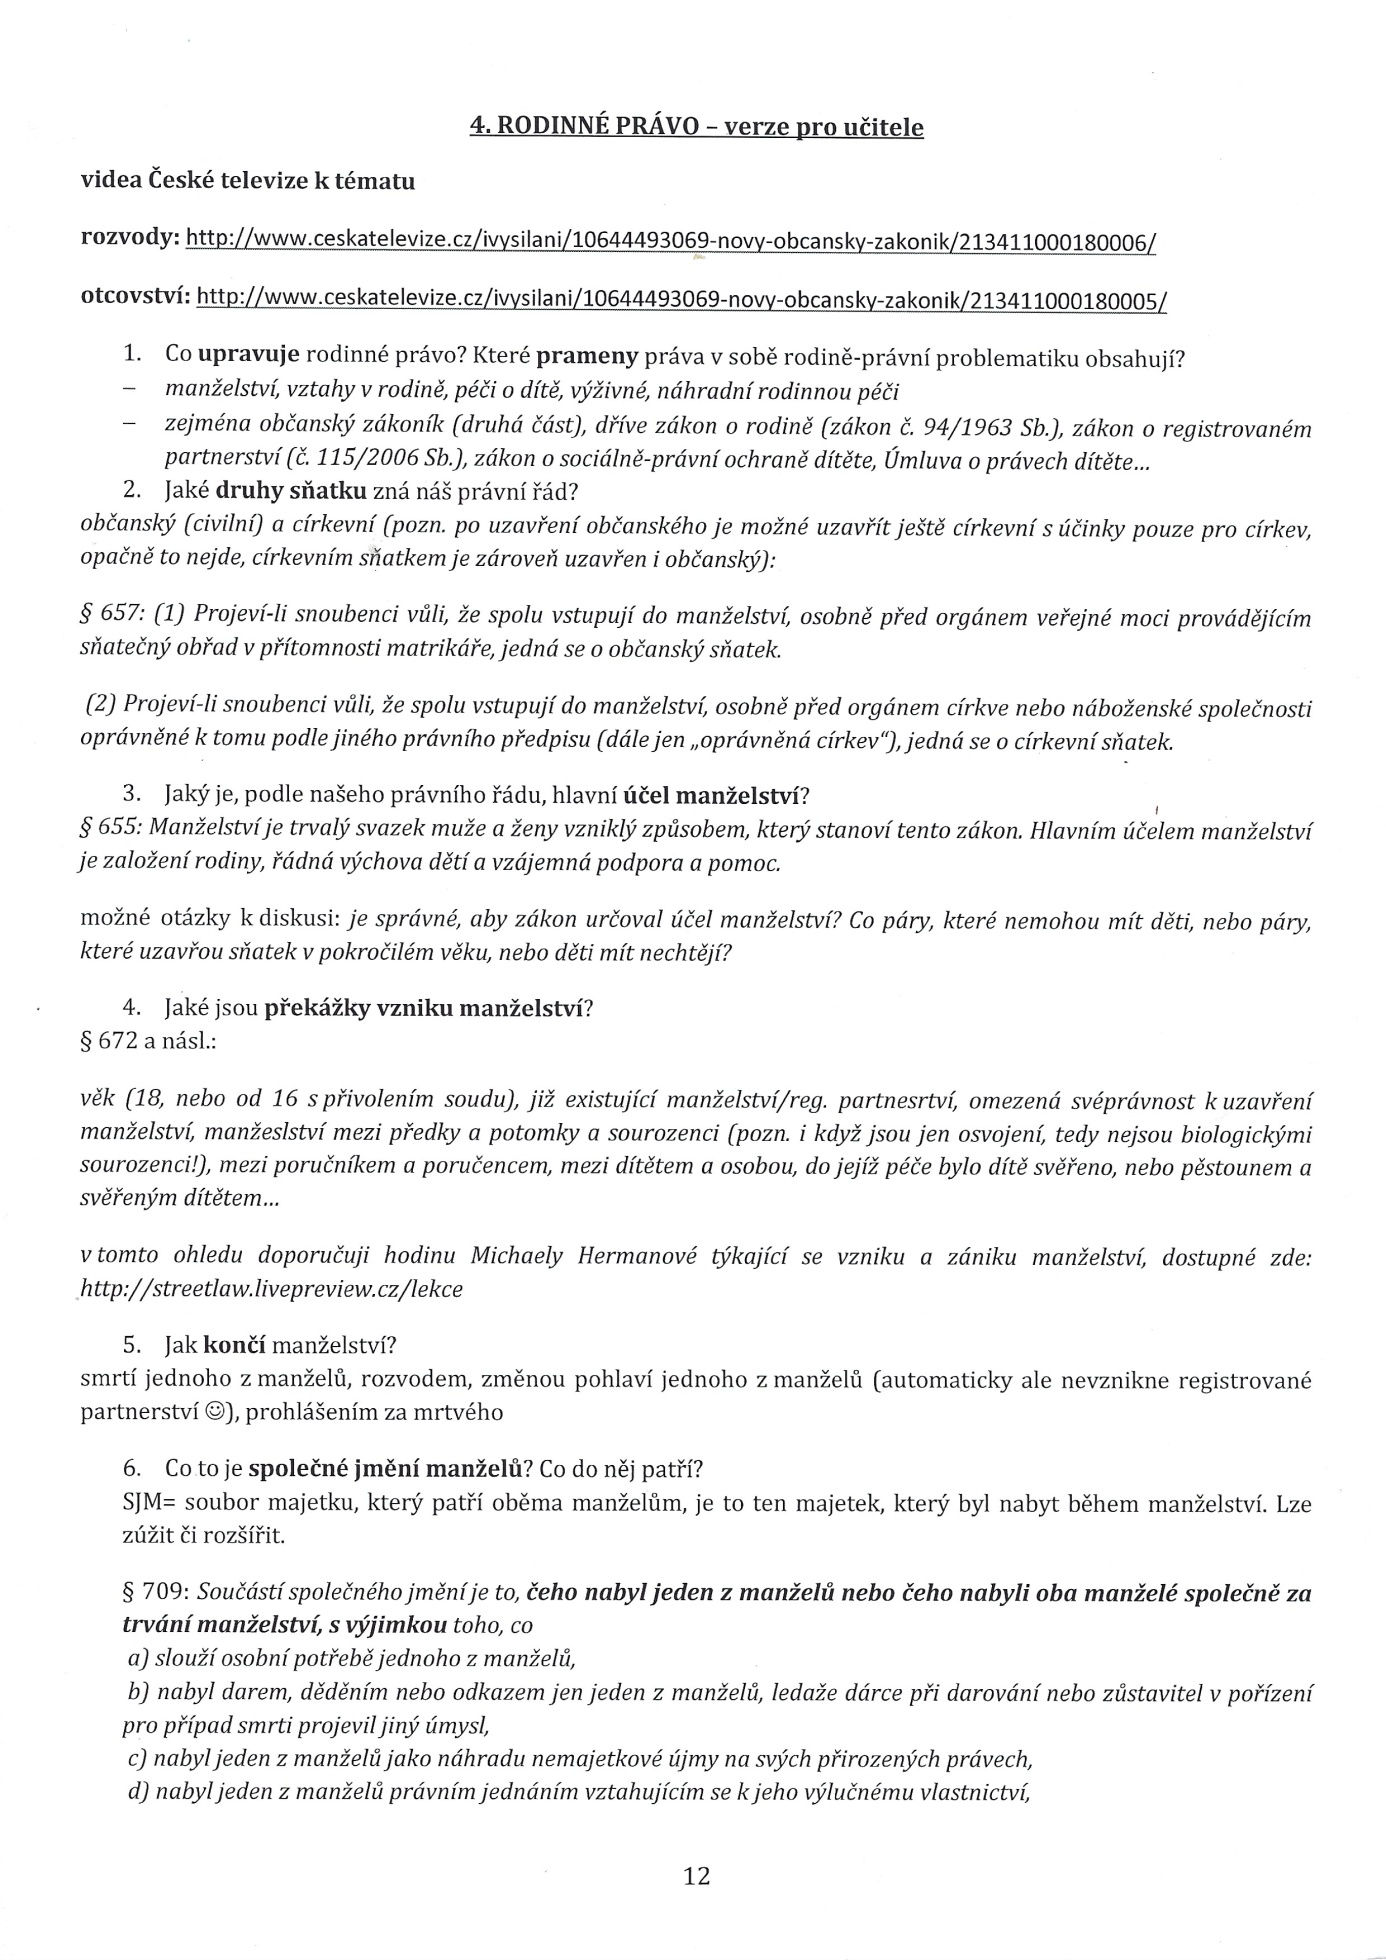 4. RODINNÉ PRÁVO – verze pro učitele
videa České televize k tématu
rozvody: http://www.ceskatelevize.cz/ivysilani/10644493069-novy-obcansky-zakonik/213411000180006/
otcovství: http://www.ceskatelevize.cz/ivysilani/10644493069-novy-obcansky-zakonik/213411000180005/
1. Co upravuje rodinné právo? Které prameny práva v sobě rodině-právní problematiku obsahují?
– manželství, vztahy v rodině, péči o dítě, výživné, náhradní rodinnou péči
– zejména občanský zákoník (druhá část), dříve zákon o rodině (zákon č. 94/1963 Sb.), zákon o registrovaném
partnerství (č. 115/2006 Sb.), zákon o sociálně-právní ochraně dítěte, Úmluva o právech dítěte...
2. Jaké druhy sňatku zná náš právní řád?
občanský (civilní) a církevní (pozn. po uzavření občanského je možné uzavřít ještě církevní s účinky pouze pro církev,
opačně to nejde, církevním sňatkem je zároveň uzavřen i občanský):
§ 657: (1) Projeví-li snoubenci vůli, že spolu vstupují do manželství, osobně před orgánem veřejné moci provádějícím
sňatečný obřad v přítomnosti matrikáře, jedná se o občanský sňatek.
(2) Projeví-li snoubenci vůli, že spolu vstupují do manželství, osobně před orgánem církve nebo náboženské společnosti
oprávněné k tomu podle jiného právního předpisu (dále jen „oprávněná církev“), jedná se o církevní sňatek.
3. Jaký je, podle našeho právního řádu, hlavní účel manželství?
§ 655: Manželství je trvalý svazek muže a ženy vzniklý způsobem, který stanoví tento zákon. Hlavním účelem manželství
je založení rodiny, řádná výchova dětí a vzájemná podpora a pomoc.
možné otázky k diskusi: je správné, aby zákon určoval účel manželství? Co páry, které nemohou mít děti, nebo páry,
které uzavřou sňatek v pokročilém věku, nebo děti mít nechtějí?
4. Jaké jsou překážky vzniku manželství?
§ 672 a násl.:
věk (18, nebo od 16 s přivolením soudu), již existující manželství/reg. partnesrtví, omezená svéprávnost k uzavření
manželství, manžeslství mezi předky a potomky a sourozenci (pozn. i když jsou jen osvojení, tedy nejsou biologickými
sourozenci!), mezi poručníkem a poručencem, mezi dítětem a osobou, do jejíž péče bylo dítě svěřeno, nebo pěstounem a
svěřeným dítětem...
v tomto ohledu doporučuji hodinu Michaely Hermanové týkající se vzniku a zániku manželství, dostupné zde:
http://streetlaw.livepreview.cz/lekce
5. Jak končí manželství?
smrtí jednoho z manželů, rozvodem, změnou pohlaví jednoho z manželů (automaticky ale nevznikne registrované
partnerství ☺), prohlášením za mrtvého
6. Co to je společné jmění manželů? Co do něj patří?
SJM= soubor majetku, který patří oběma manželům, je to ten majetek, který byl nabyt během manželství. Lze
zúžit či rozšířit.
§ 709: Součástí společného jmění je to, čeho nabyl jeden z manželů nebo čeho nabyli oba manželé společně za
trvání manželství, s výjimkou toho, co
a) slouží osobní potřebě jednoho z manželů,
b) nabyl darem, děděním nebo odkazem jen jeden z manželů, ledaže dárce při darování nebo zůstavitel v pořízení
pro případ smrti projevil jiný úmysl,
c) nabyl jeden z manželů jako náhradu nemajetkové újmy na svých přirozených právech,
d) nabyl jeden z manželů právním jednáním vztahujícím se k jeho výlučnému vlastnictví,
12